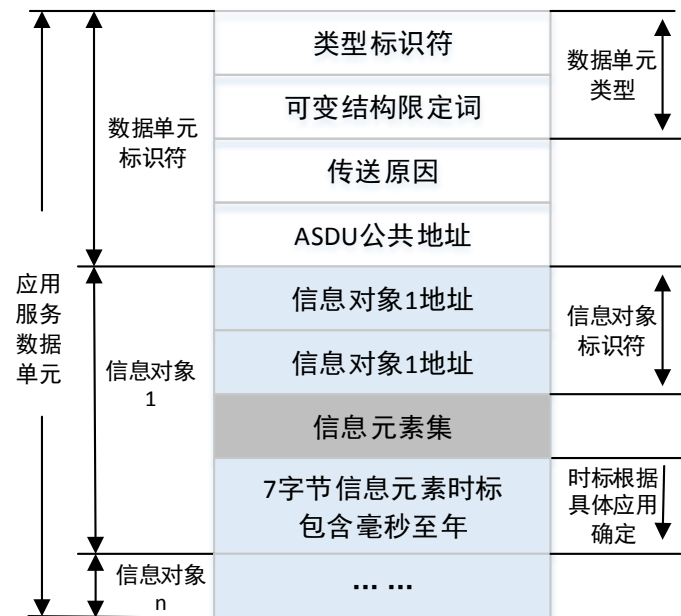 类型标识符
可变结构限定词
传送原因
ASDU公共地址
信息对象1地址
信息对象1地址
信息元素集
7字节信息元素时标
包含毫秒至年
... ...
数据单元
类型
信息对象
标识符
时标根据
具体应用
确定
数据单元
标识符
信息对象
1
信息对象
n
应用
服务
数据
单元